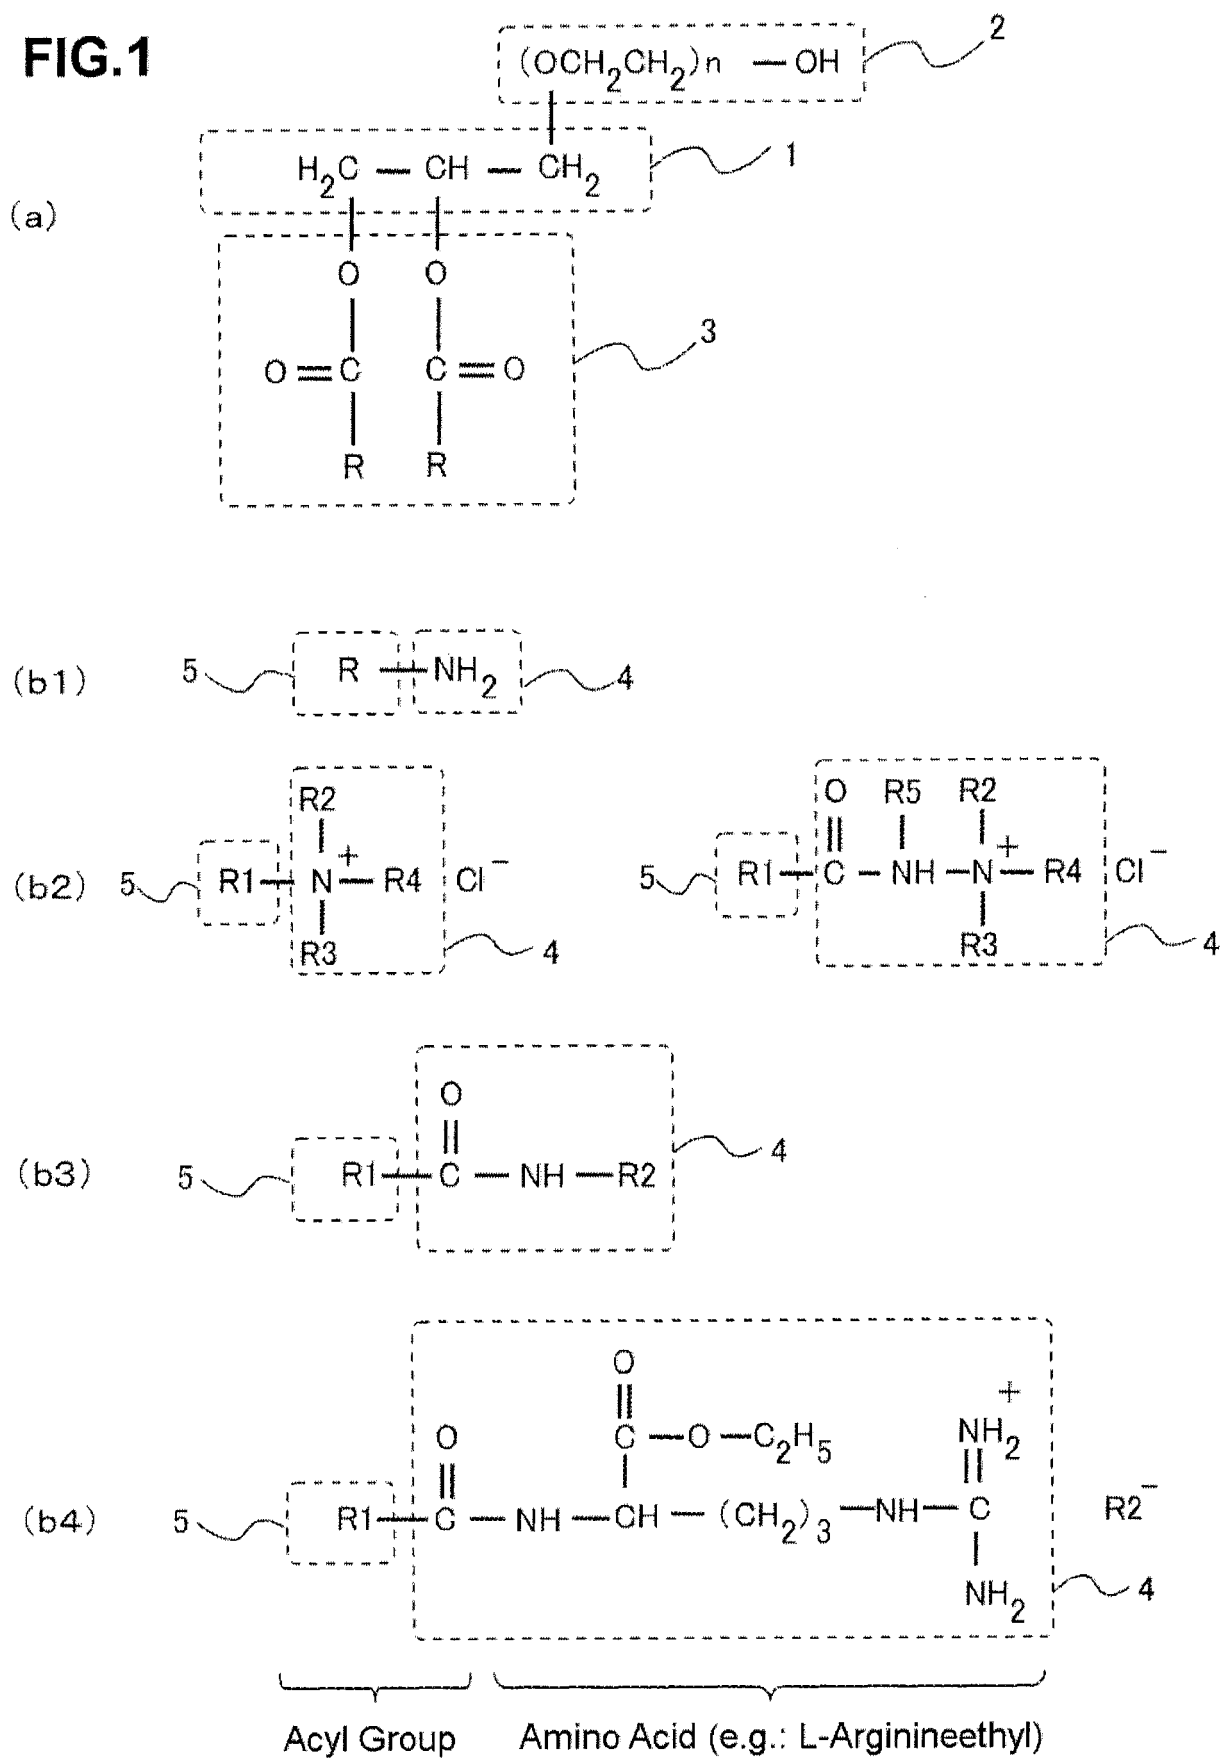 FIG.1
2
(OCH2CH2)n — OH
1
H2C — CH — CH2
(a)
O O
3
O = C C = O
R R
(b1) 5 R — NH2 4
R2
(b2) 5 R1 — N+ — R4 Cl−
R3
4
O R5 R2
5 R1 — C — NH — N+ — R4 Cl−
R3
4
O
4
(b3) 5 R1 — C — NH — R2
O
+
O C — O — C2H5 NH2
(b4) 5 R1 — C — NH — CH — (CH2)3 — NH — C R2−
NH2
4
Acyl Group Amino Acid (e.g.: L-Arginineethyl)